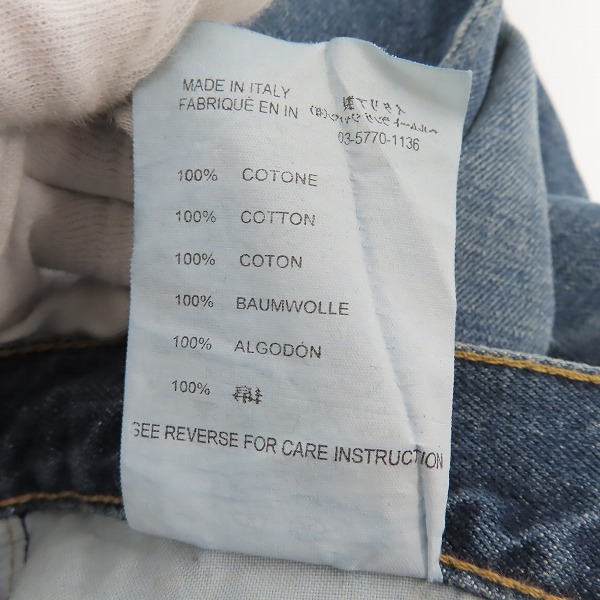 MADE IN ITALY
FABRIQUÉ EN IN
03-5770-1136
100% COTONE
100% COTTON
100% COTON
100% BAUMWOLLE
100% ALGODÓN
100%
SEE REVERSE FOR CARE INSTRUCTION